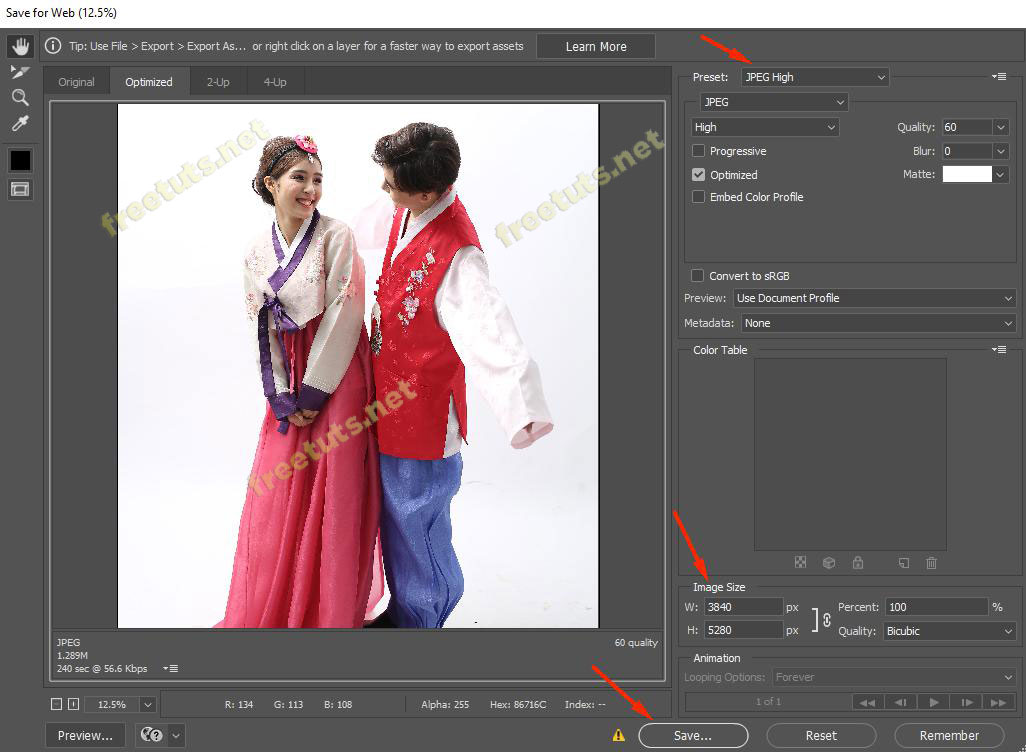 Save for Web (12.5%)
Tip: Use File > Export > Export As... or right click on a layer for a faster way to export assets
Learn More
Original
Optimized
2-Up
4-Up
freetuts.net
freetuts.net
freetuts.net
JPEG
1.289M
240 sec @ 56.6 Kbps
60 quality
Preset: JPEG High
JPEG
High
Quality: 60
Progressive
Blur: 0
Optimized
Matte:
Embed Color Profile
Convert to sRGB
Preview: Use Document Profile
Metadata: None
Color Table
Image Size
W: 3840 px
Percent: 100 %
H: 5280 px
Quality: Bicubic
Animation
Looping Options: Forever
1 of 1
12.5%
R: 134 G: 113 B: 108
Alpha: 255 Hex: 86716C Index: --
Preview...
Save...
Reset
Remember